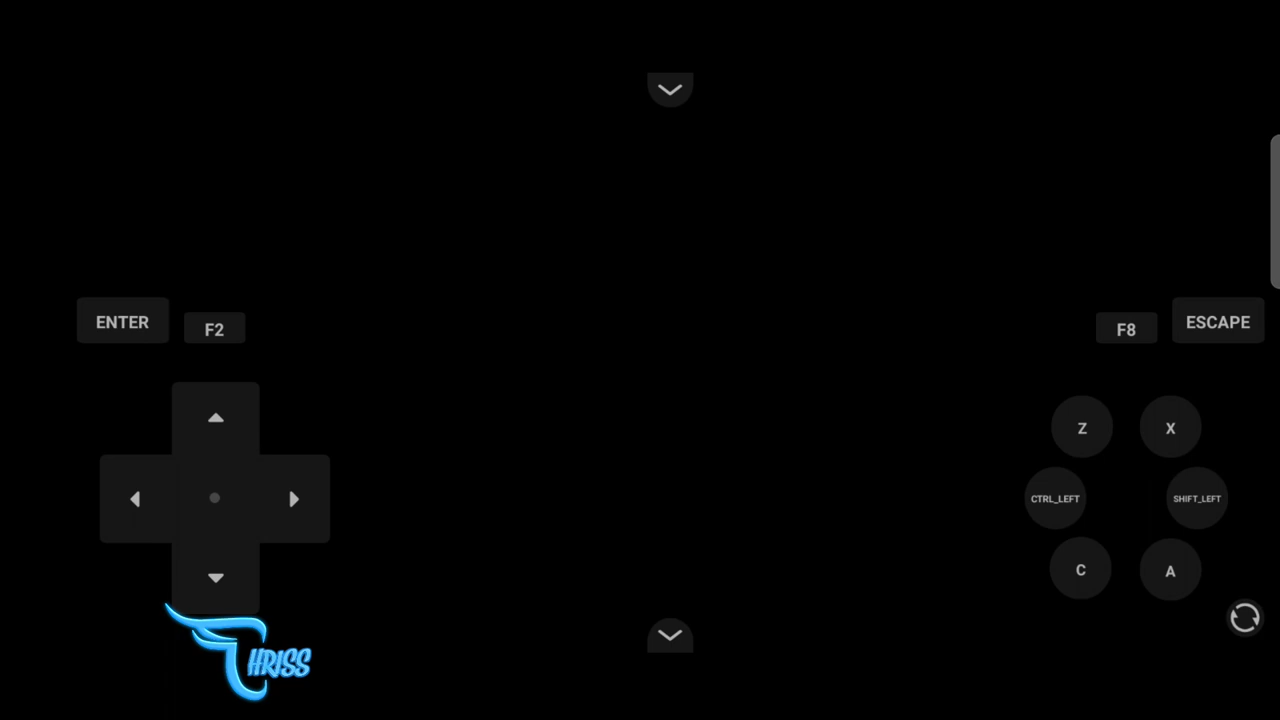 ENTER
F2
F8
ESCAPE
Z
X
CTRL_LEFT
SHIFT_LEFT
C
A
HRISS